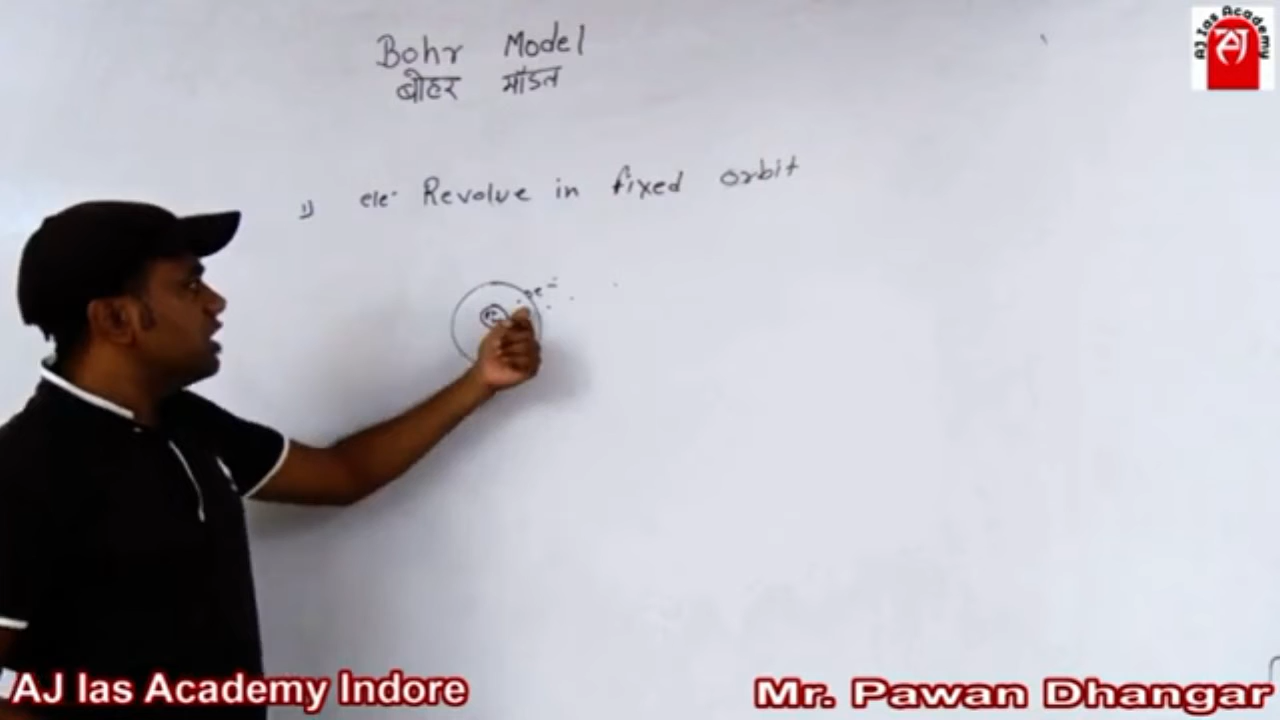 Bohr Model
बोहर मॉडल
1) ele- Revolve in fixed orbit
e-
AJ Ias Academy
AJ
AJ Ias Academy Indore
Mr. Pawan Dhangar